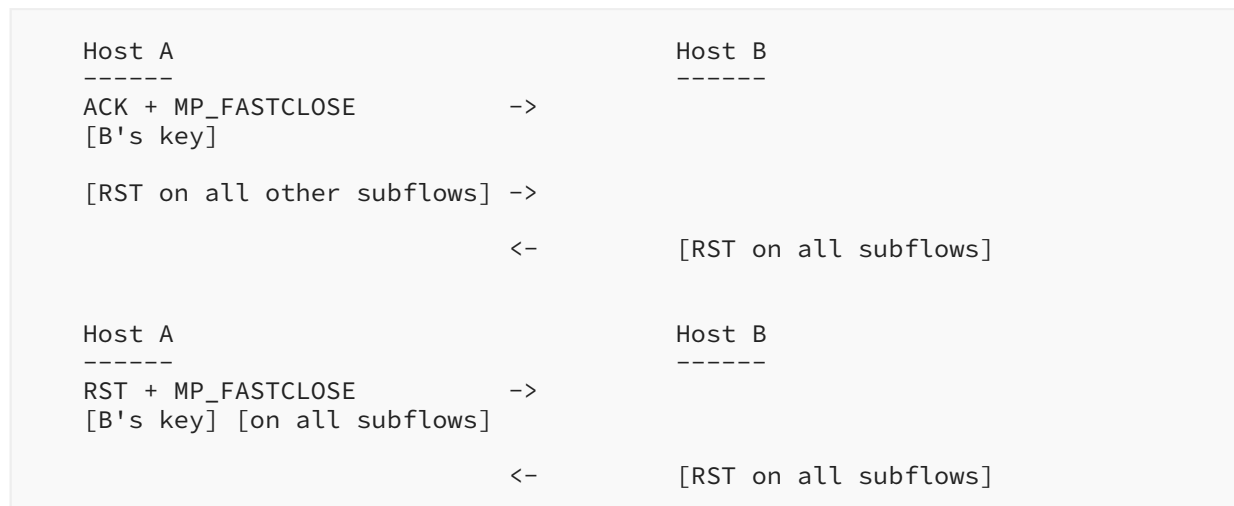 Host A                                 Host B
------                                 ------
ACK + MP_FASTCLOSE          ->
[B's key]
[RST on all other subflows] ->
                            <-         [RST on all subflows]
Host A                                 Host B
------                                 ------
RST + MP_FASTCLOSE          ->
[B's key] [on all subflows]
                            <-         [RST on all subflows]